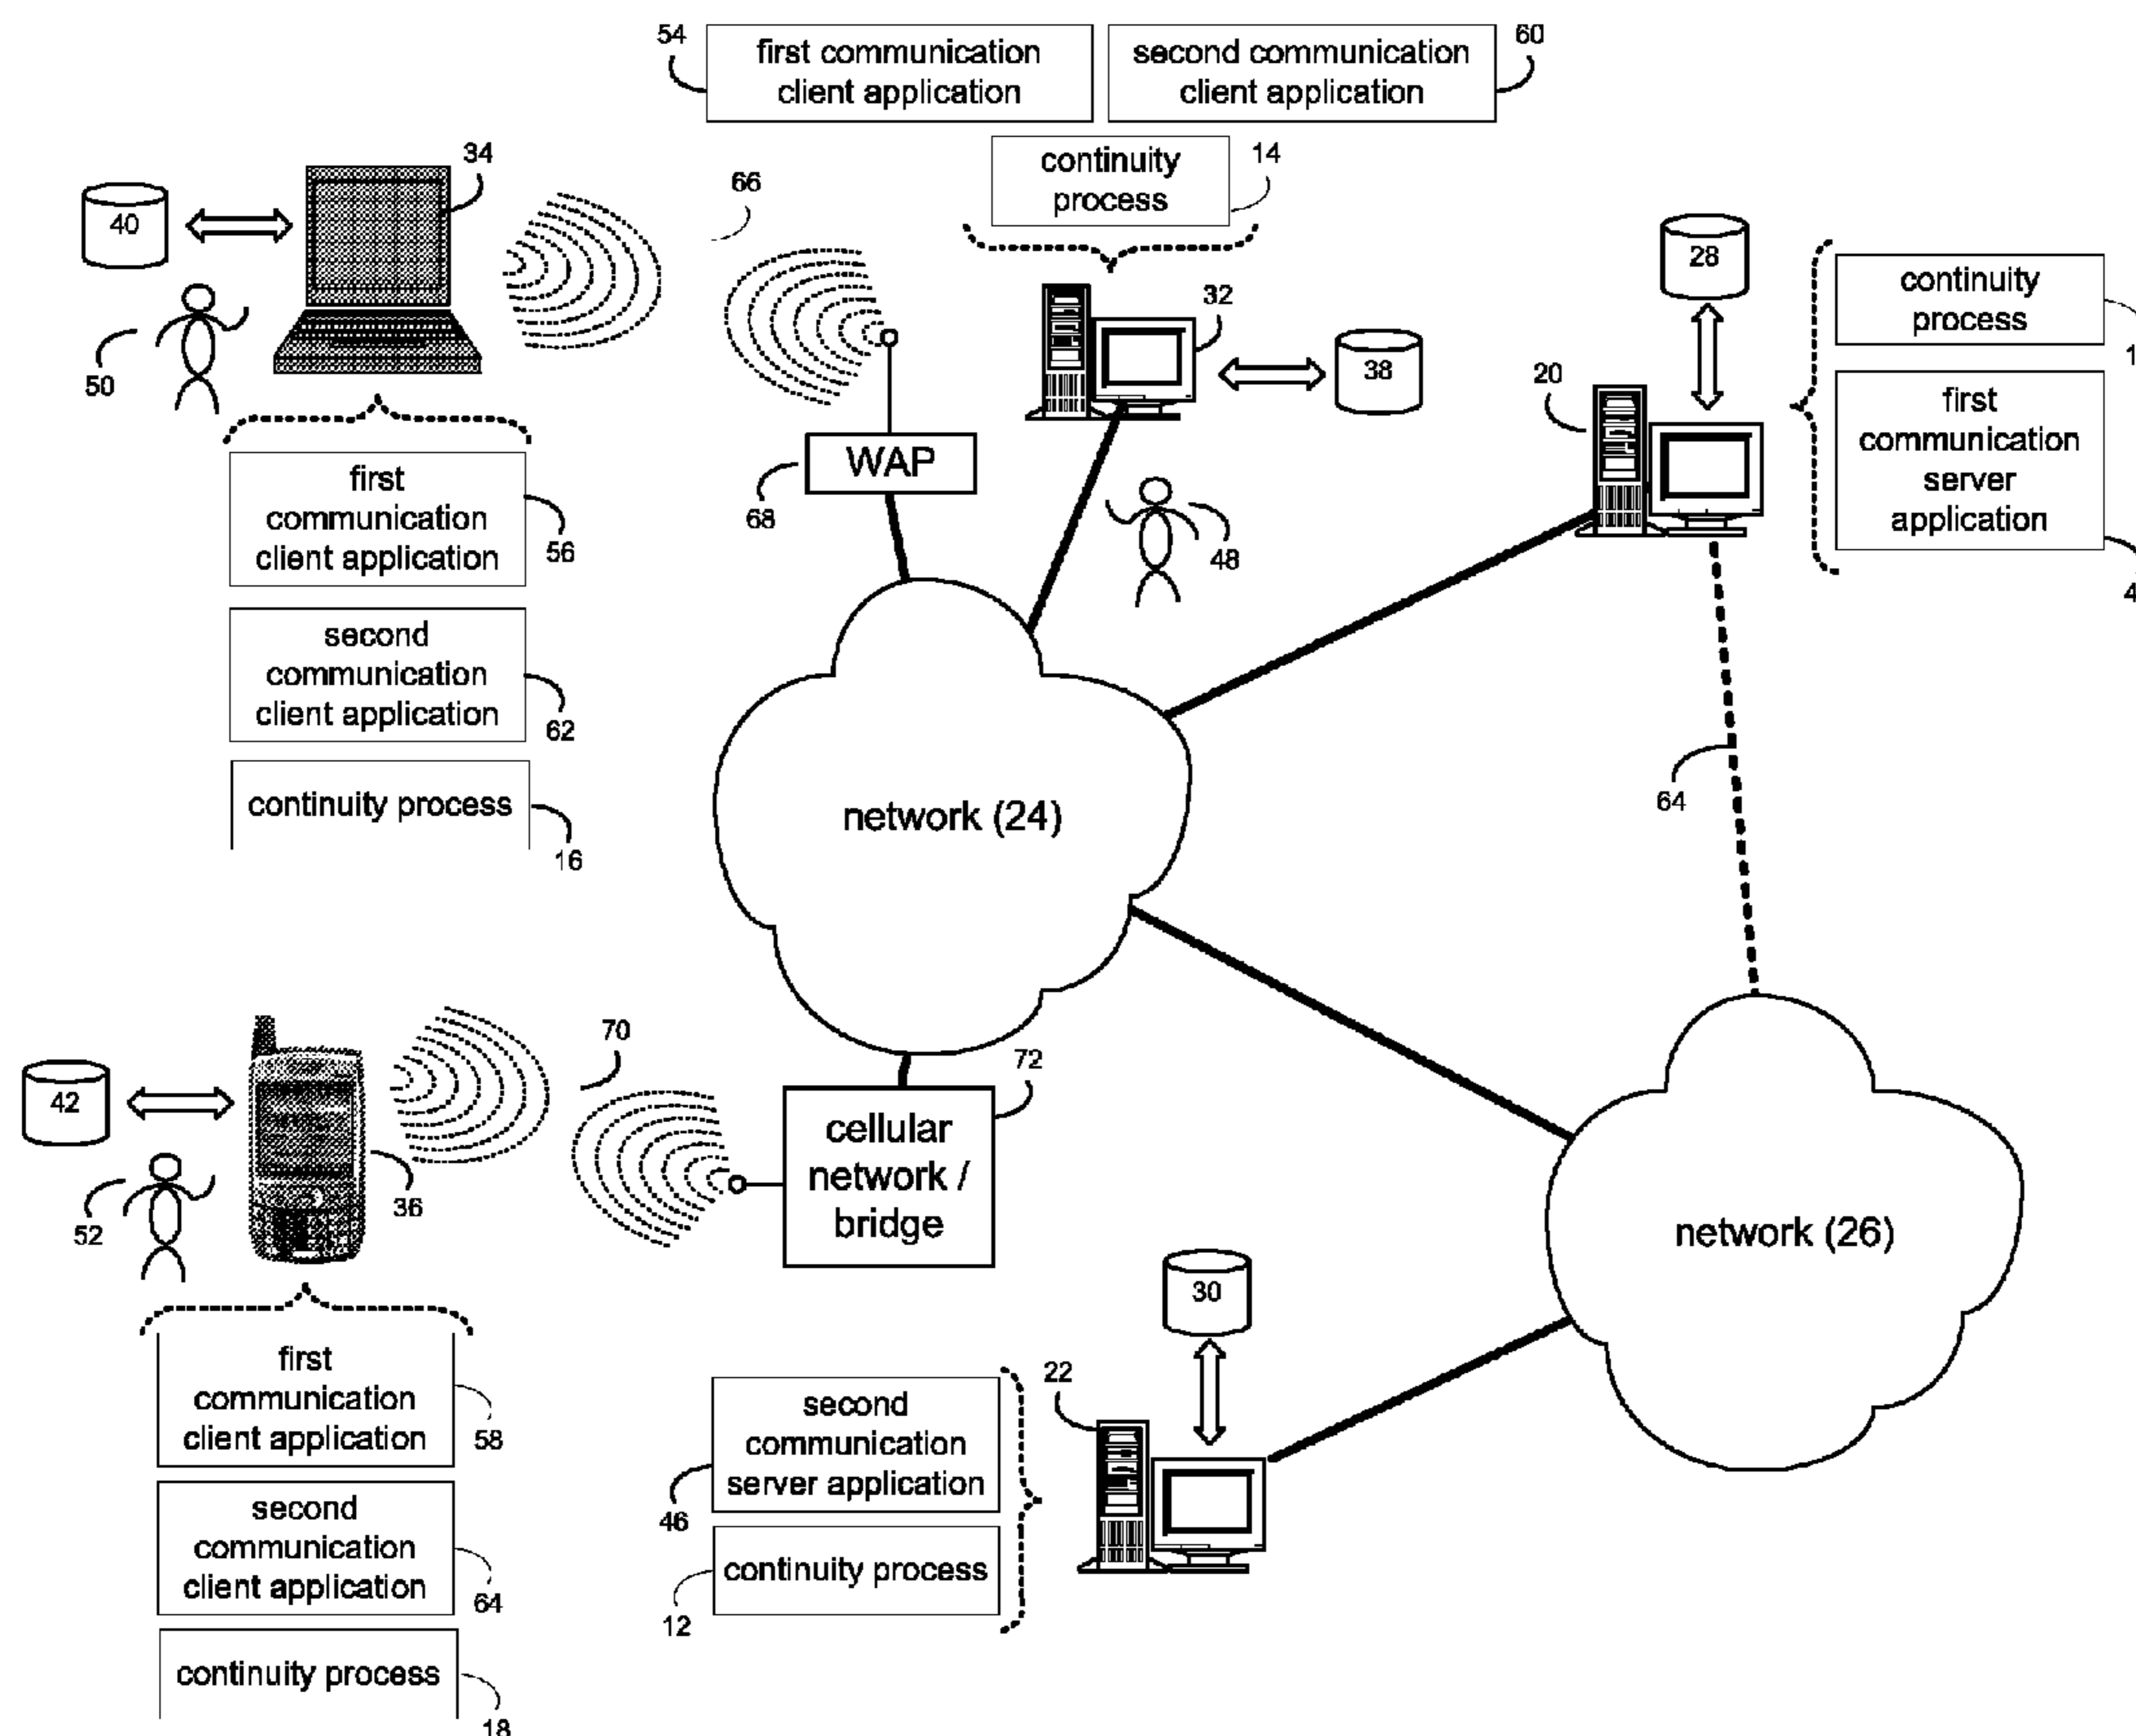 54
first communication
client application
second communication
client application
60
continuity
process
14
34
66
40
50
32
38
28
20
continuity
process
first
communication
server
application
first
communication
client application
56
second
communication
client application
62
continuity process
16
WAP
68
48
64
network (24)
70
72
42
52
36
cellular
network /
bridge
network (26)
30
22
first
communication
client application
58
second
communication
client application
64
continuity process
18
second
communication
server application
46
continuity process
12